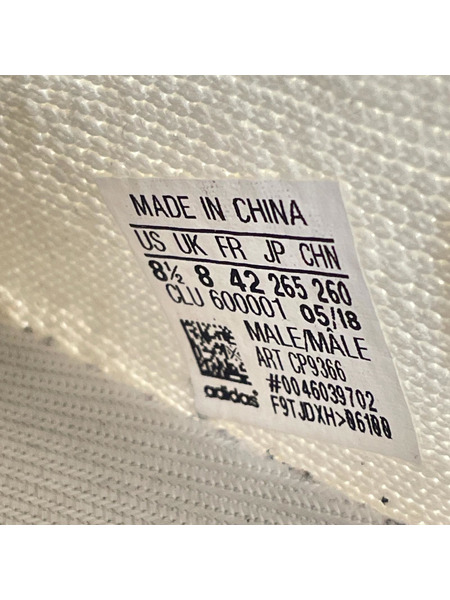 MADE IN CHINA
US UK FR JP CHN
8½ 8 42 265 260
CLU 600001 05/18
MALE/MÂLE
ART CP9366
#0046039702
F9TJDXH>06100
adidas